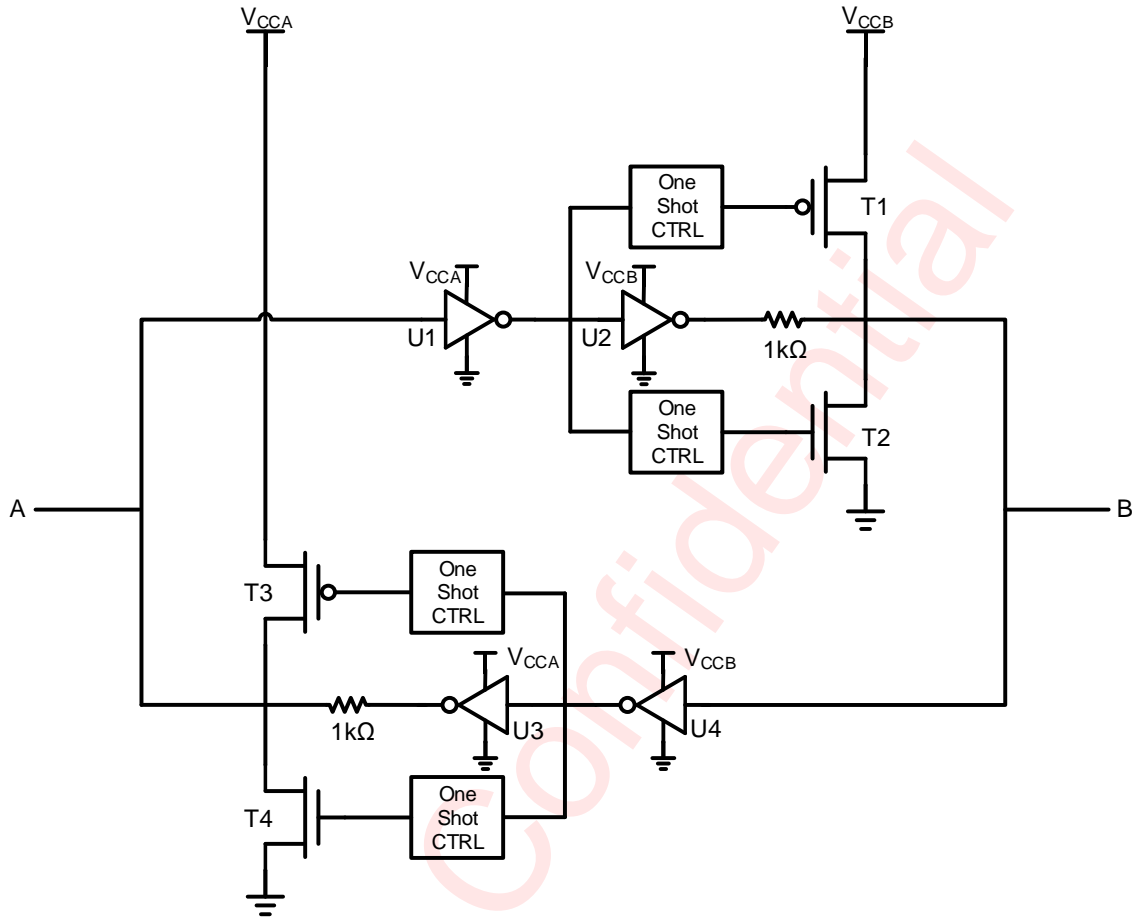 VCCA
VCCB
One
Shot
CTRL
T1
VCCA
VCCB
U1
U2
1kΩ
One
Shot
CTRL
T2
A
B
One
Shot
CTRL
T3
VCCA
VCCB
1kΩ
U3
U4
One
Shot
CTRL
T4
Confidential